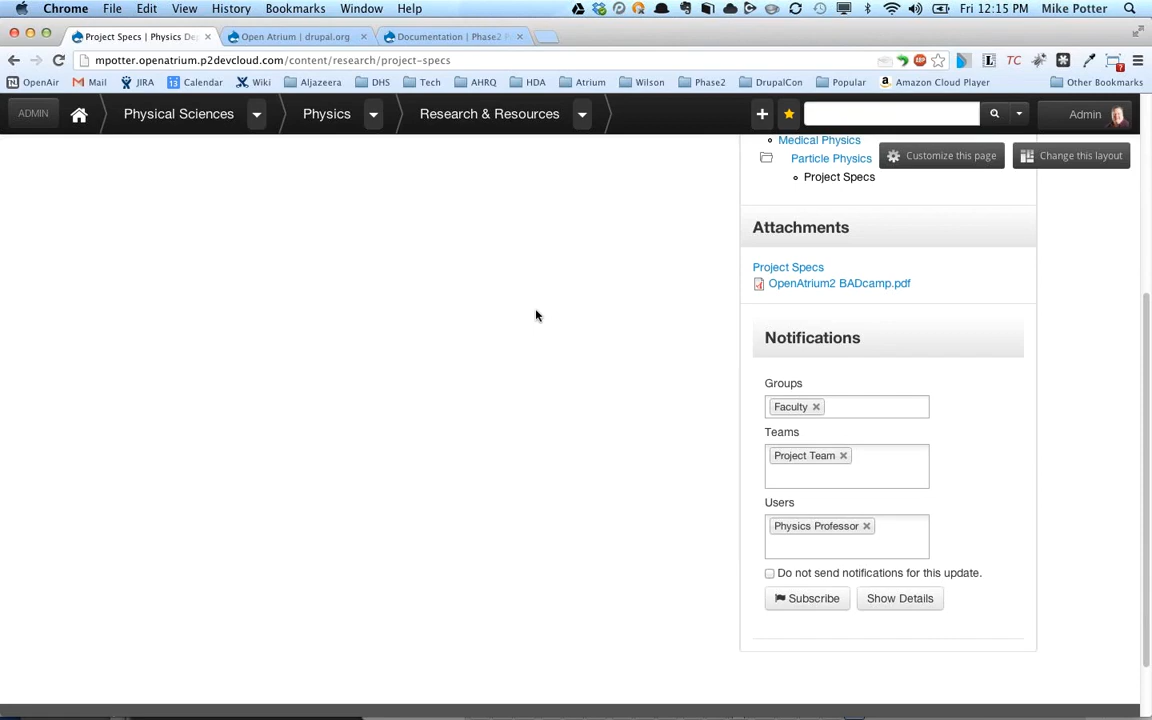 Chrome File Edit View History Bookmarks Window Help Fri 12:15 PM Mike Potter
Project Specs | Physics De Open Atrium | drupal.org Documentation | Phase2 P
mpotter.openatrium.p2devcloud.com/content/research/project-specs
OpenAir Mail JIRA Calendar Wiki Aljazeera DHS Tech AHRQ HDA Atrium Wilson Phase2 DrupalCon Popular Amazon Cloud Player Other Bookmarks
ADMIN Physical Sciences Physics Research & Resources Admin
Medical Physics
Particle Physics Customize this page Change this layout
Project Specs
Attachments
Project Specs
OpenAtrium2 BADcamp.pdf
Notifications
Groups
Faculty
Teams
Project Team
Users
Physics Professor
Do not send notifications for this update.
Subscribe Show Details